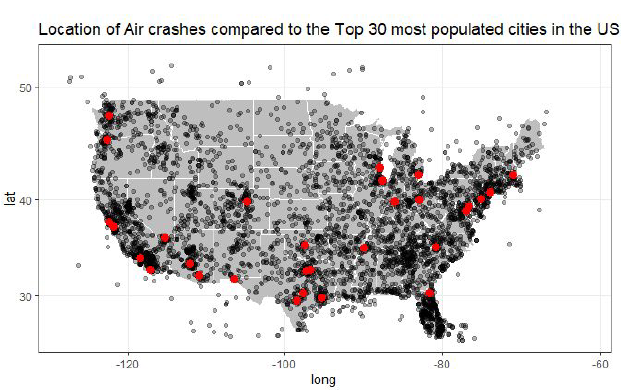 Location of Air crashes compared to the Top 30 most populated cities in the US
50
40
30
lat
-120
-100
-80
-60
long